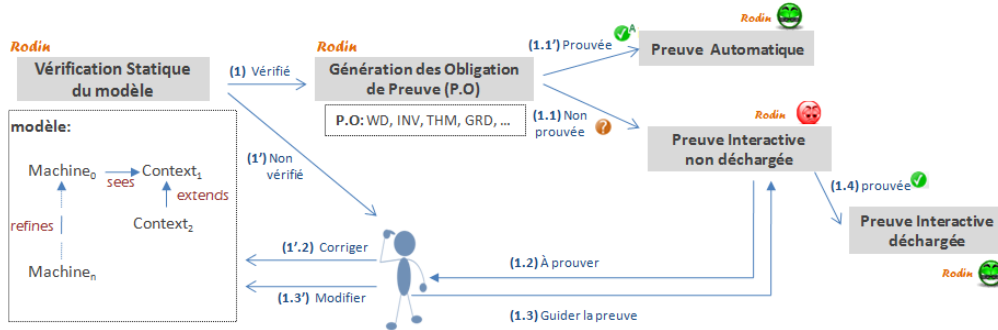 Rodin
Vérification Statique
du modèle
(1) Vérifié
Rodin
Génération des Obligation
de Preuve (P.O)
P.O: WD, INV, THM, GRD, ...
(1.1') Prouvée
A
Rodin
Preuve Automatique
(1.1) Non
prouvée
?
Rodin
Preuve Interactive
non déchargée
(1.4) prouvée
Preuve Interactive
déchargée
Rodin
modèle:
Machine0
sees
Context1
extends
Context2
refines
Machinen
(1') Non
vérifié
(1'.2) Corriger
(1.3') Modifier
(1.2) À prouver
(1.3) Guider la preuve